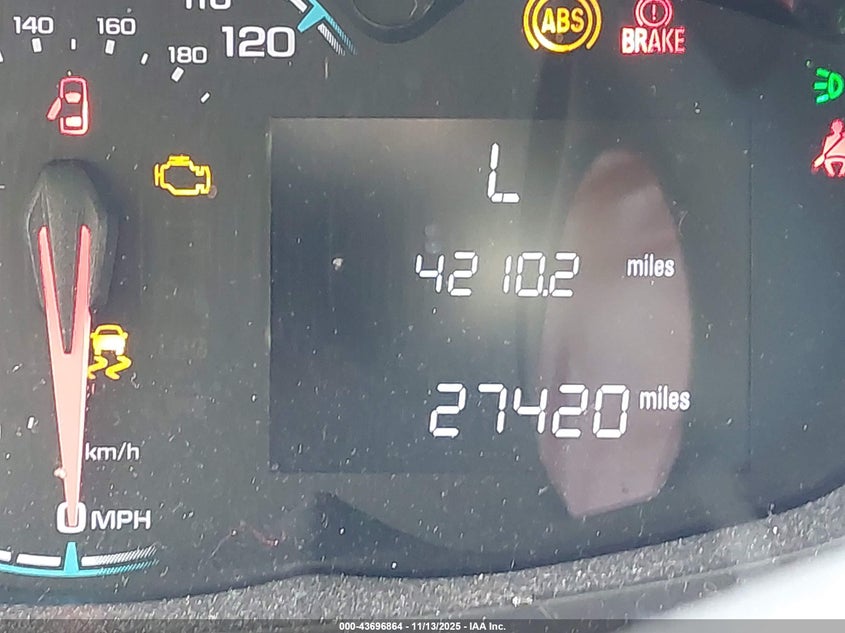 140 160 180
110
120
ABS
BRAKE
L
4210.2 miles
27420 miles
km/h
0 MPH
000-43696864 - 11/13/2025 - IAA Inc.